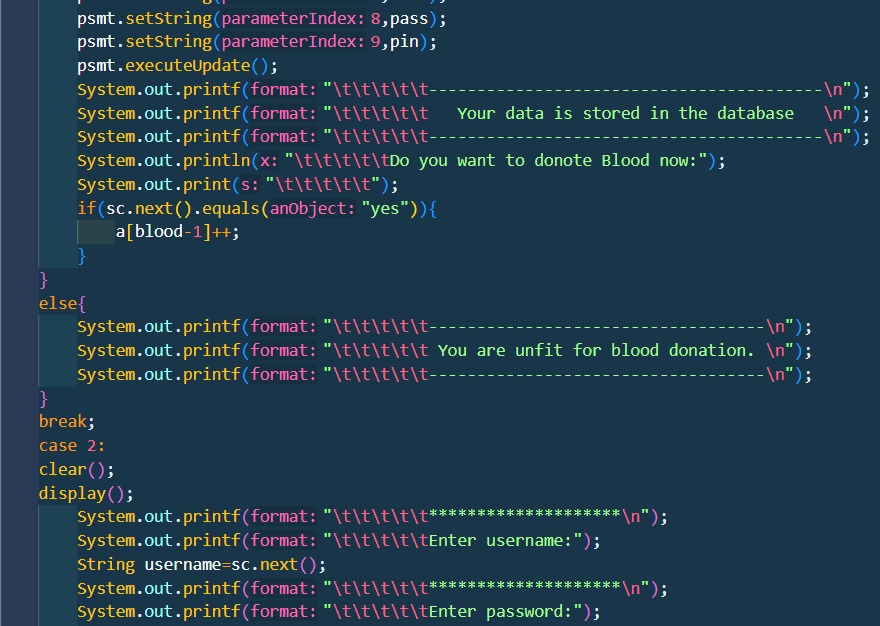 psmt.setString(parameterIndex: 8,pass);
psmt.setString(parameterIndex: 9,pin);
psmt.executeUpdate();
System.out.printf(format: "\t\t\t\t\t-----------------------------------------\n");
System.out.printf(format: "\t\t\t\t\t   Your data is stored in the database   \n");
System.out.printf(format: "\t\t\t\t\t-----------------------------------------\n");
System.out.println(x: "\t\t\t\t\tDo you want to donote Blood now:");
System.out.print(s: "\t\t\t\t\t");
if(sc.next().equals(anObject: "yes")){
a[blood-1]++;
}
}
else{
System.out.printf(format: "\t\t\t\t\t-----------------------------------\n");
System.out.printf(format: "\t\t\t\t\t You are unfit for blood donation. \n");
System.out.printf(format: "\t\t\t\t\t-----------------------------------\n");
}
break;
case 2:
clear();
display();
System.out.printf(format: "\t\t\t\t\t********************\n");
System.out.printf(format: "\t\t\t\t\tEnter username:");
String username=sc.next();
System.out.printf(format: "\t\t\t\t\t********************\n");
System.out.printf(format: "\t\t\t\t\tEnter password:");